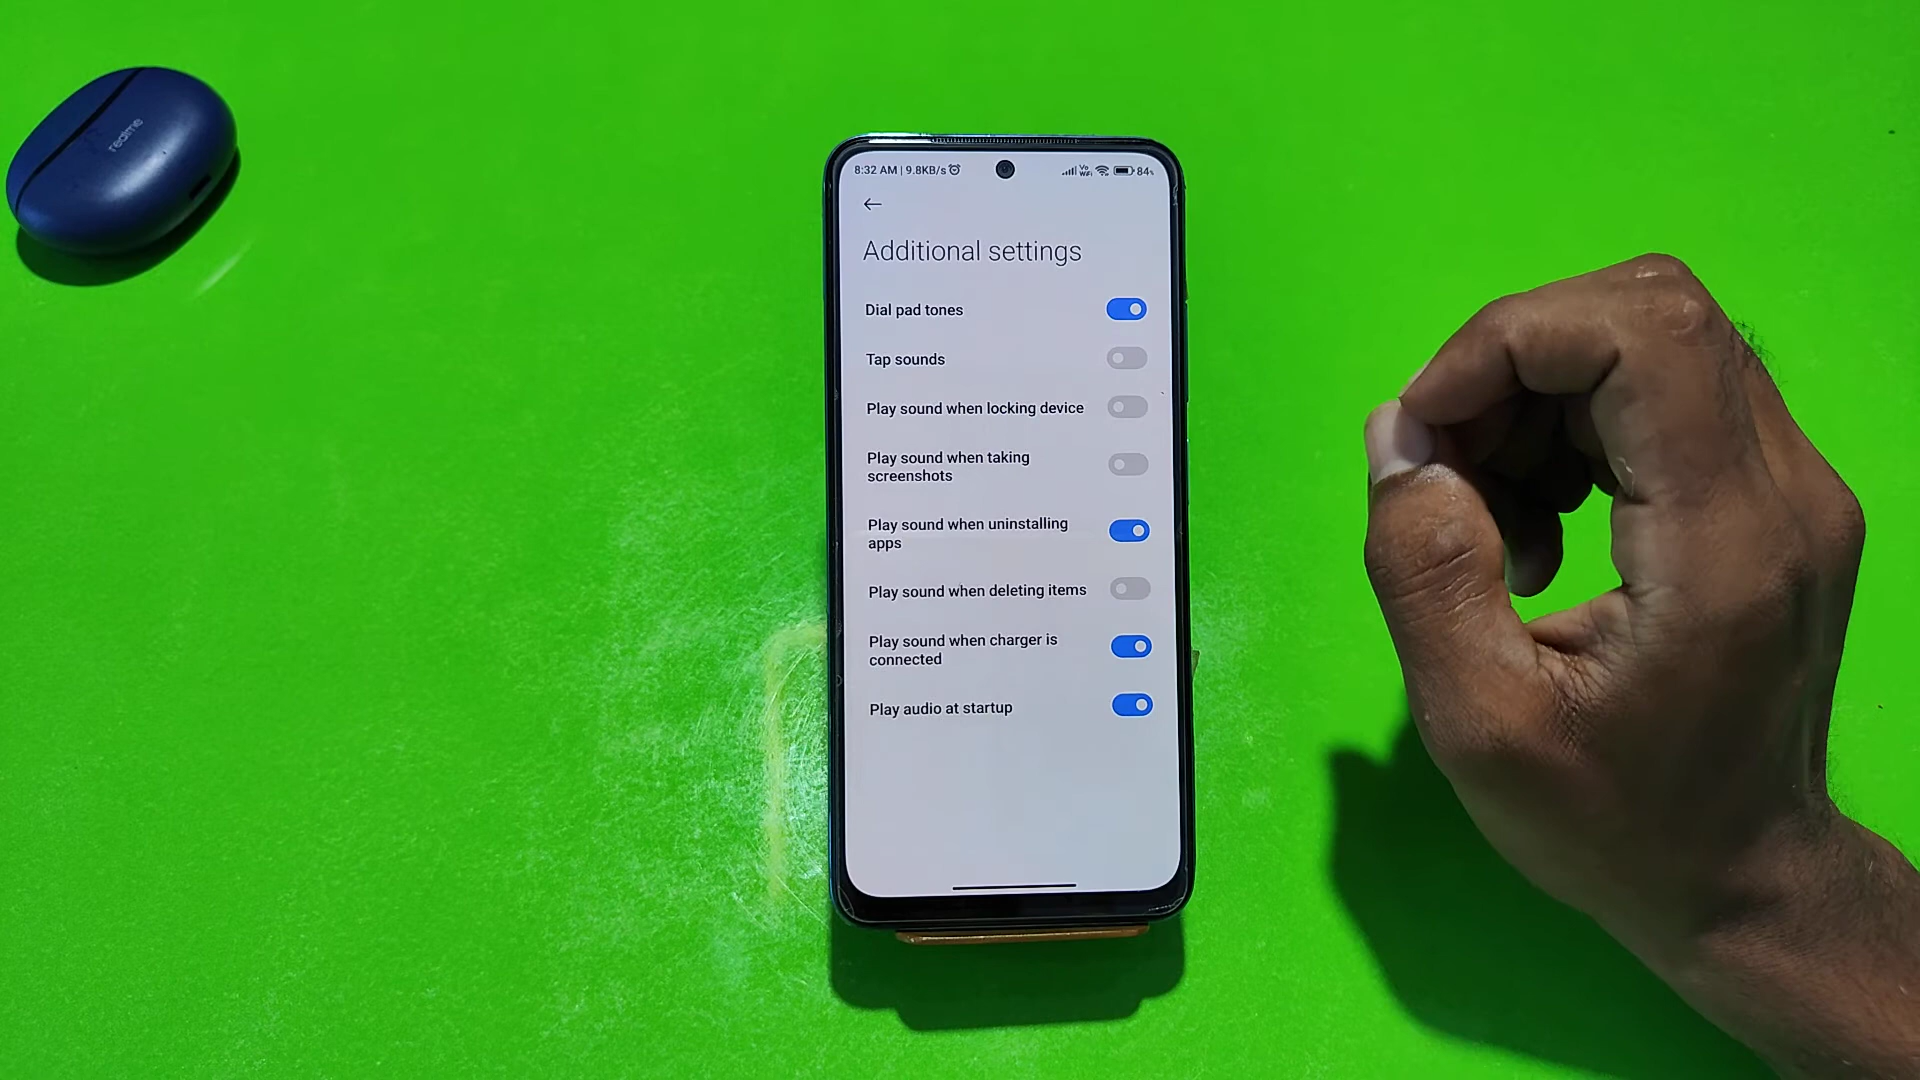 realme
8:32 AM | 9.8KB/s
Vo
WiFi
84%
Additional settings
Dial pad tones
Tap sounds
Play sound when locking device
Play sound when taking
screenshots
Play sound when uninstalling
apps
Play sound when deleting items
Play sound when charger is
connected
Play audio at startup